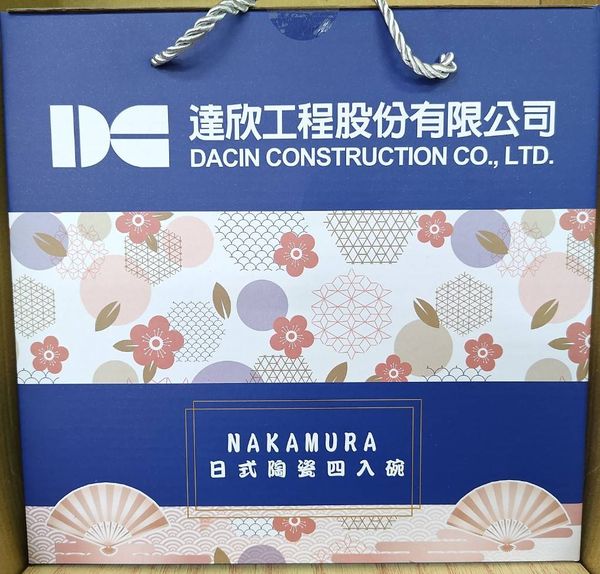 DC
達欣工程股份有限公司
DACIN CONSTRUCTION CO., LTD.
NAKAMURA
日式陶瓷四入碗